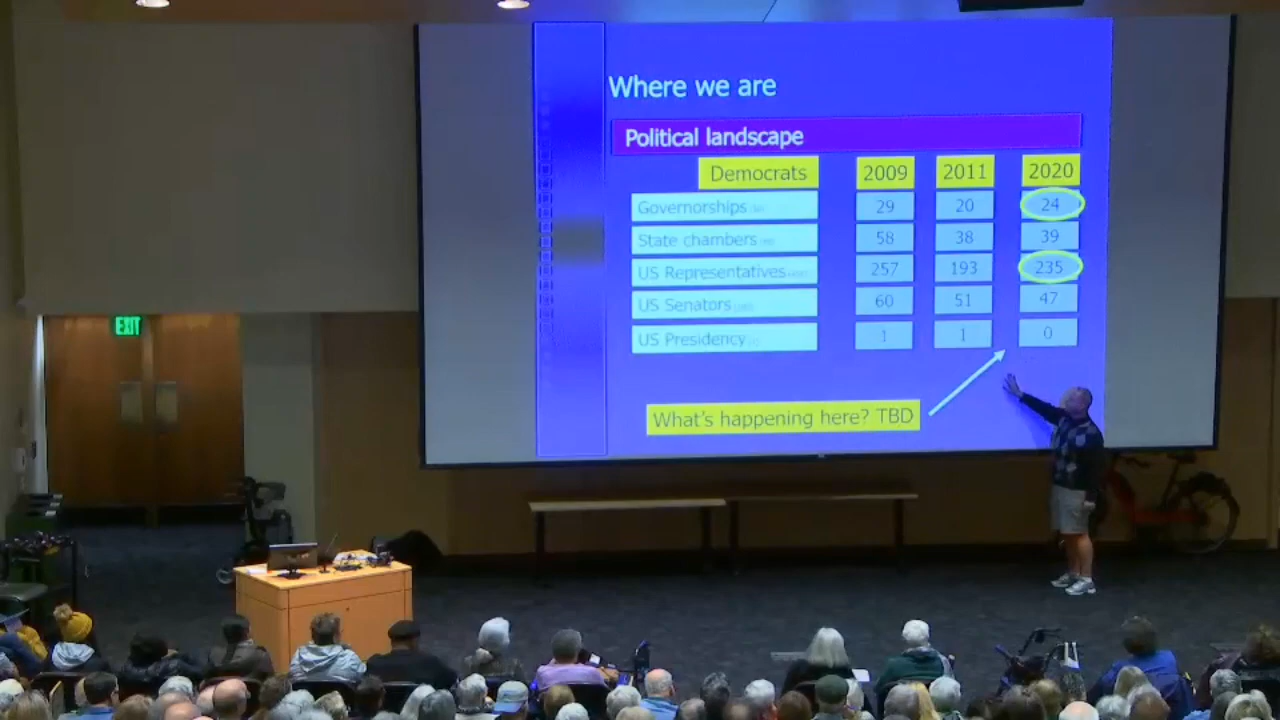 Where we are
Political landscape
Democrats 2009 2011 2020
Governorships 29 20 24
State chambers 58 38 39
US Representatives 257 193 235
US Senators 60 51 47
US Presidency 1 1 0
What's happening here? TBD
EXIT